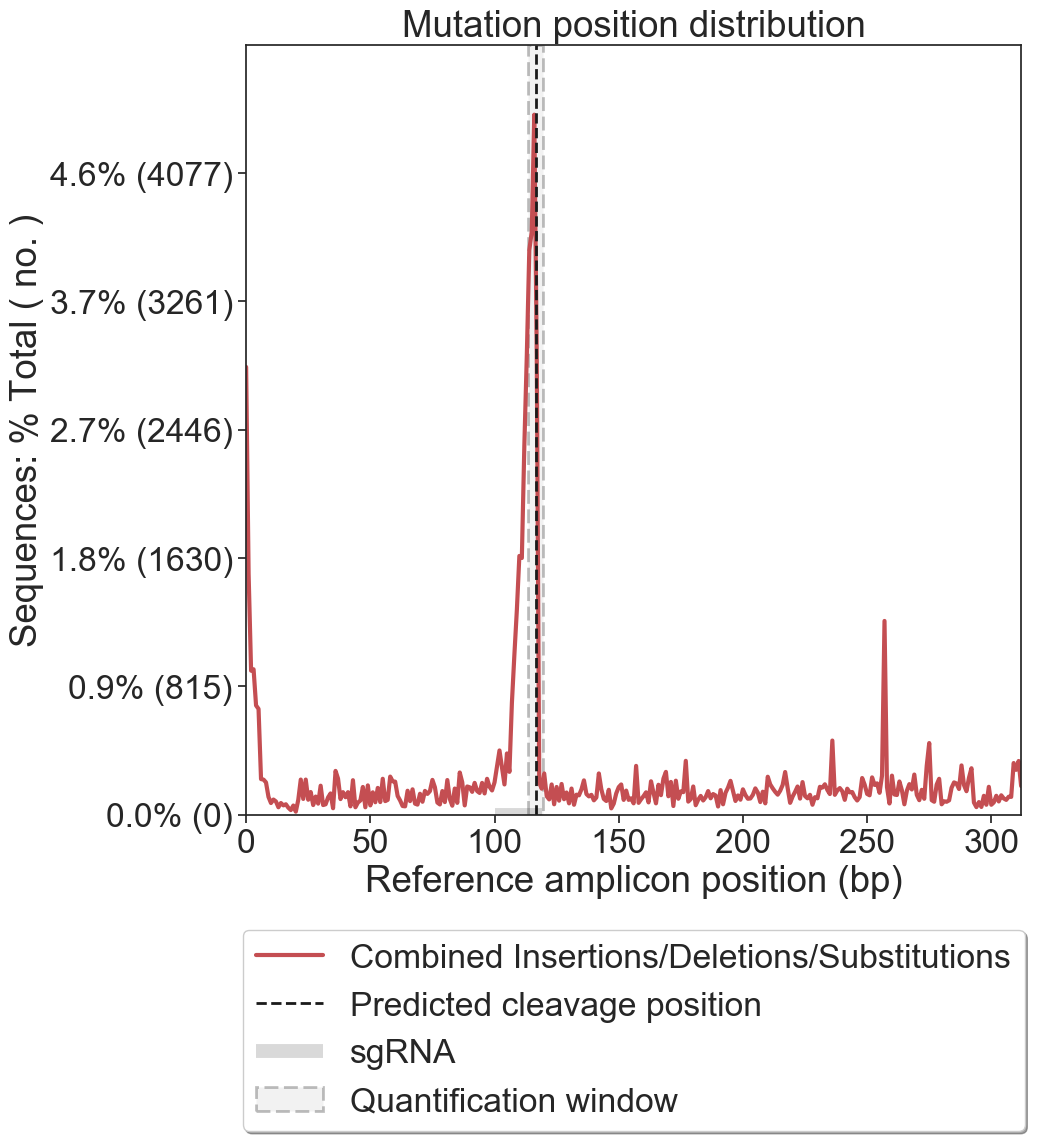 Mutation position distribution
Sequences: % Total ( no. )
4.6% (4077)
3.7% (3261)
2.7% (2446)
1.8% (1630)
0.9% (815)
0.0% (0)
0 50 100 150 200 250 300
Reference amplicon position (bp)
Combined Insertions/Deletions/Substitutions
Predicted cleavage position
sgRNA
Quantification window